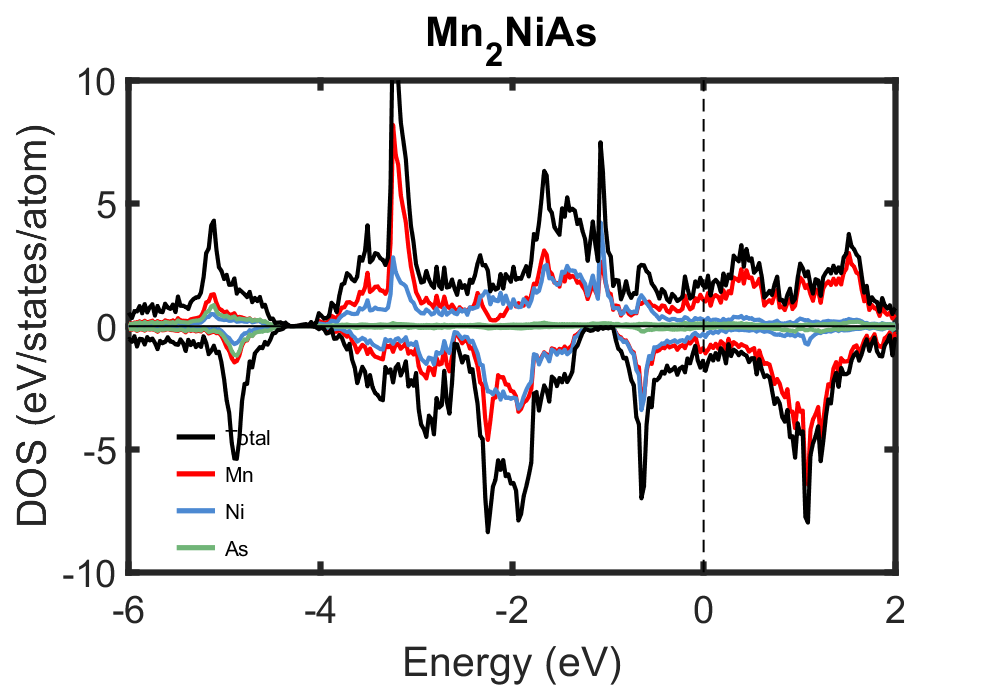 Mn2NiAs
DOS (eV/states/atom)
10
5
0
-5
-10
Total
Mn
Ni
As
-6 -4 -2 0 2
Energy (eV)